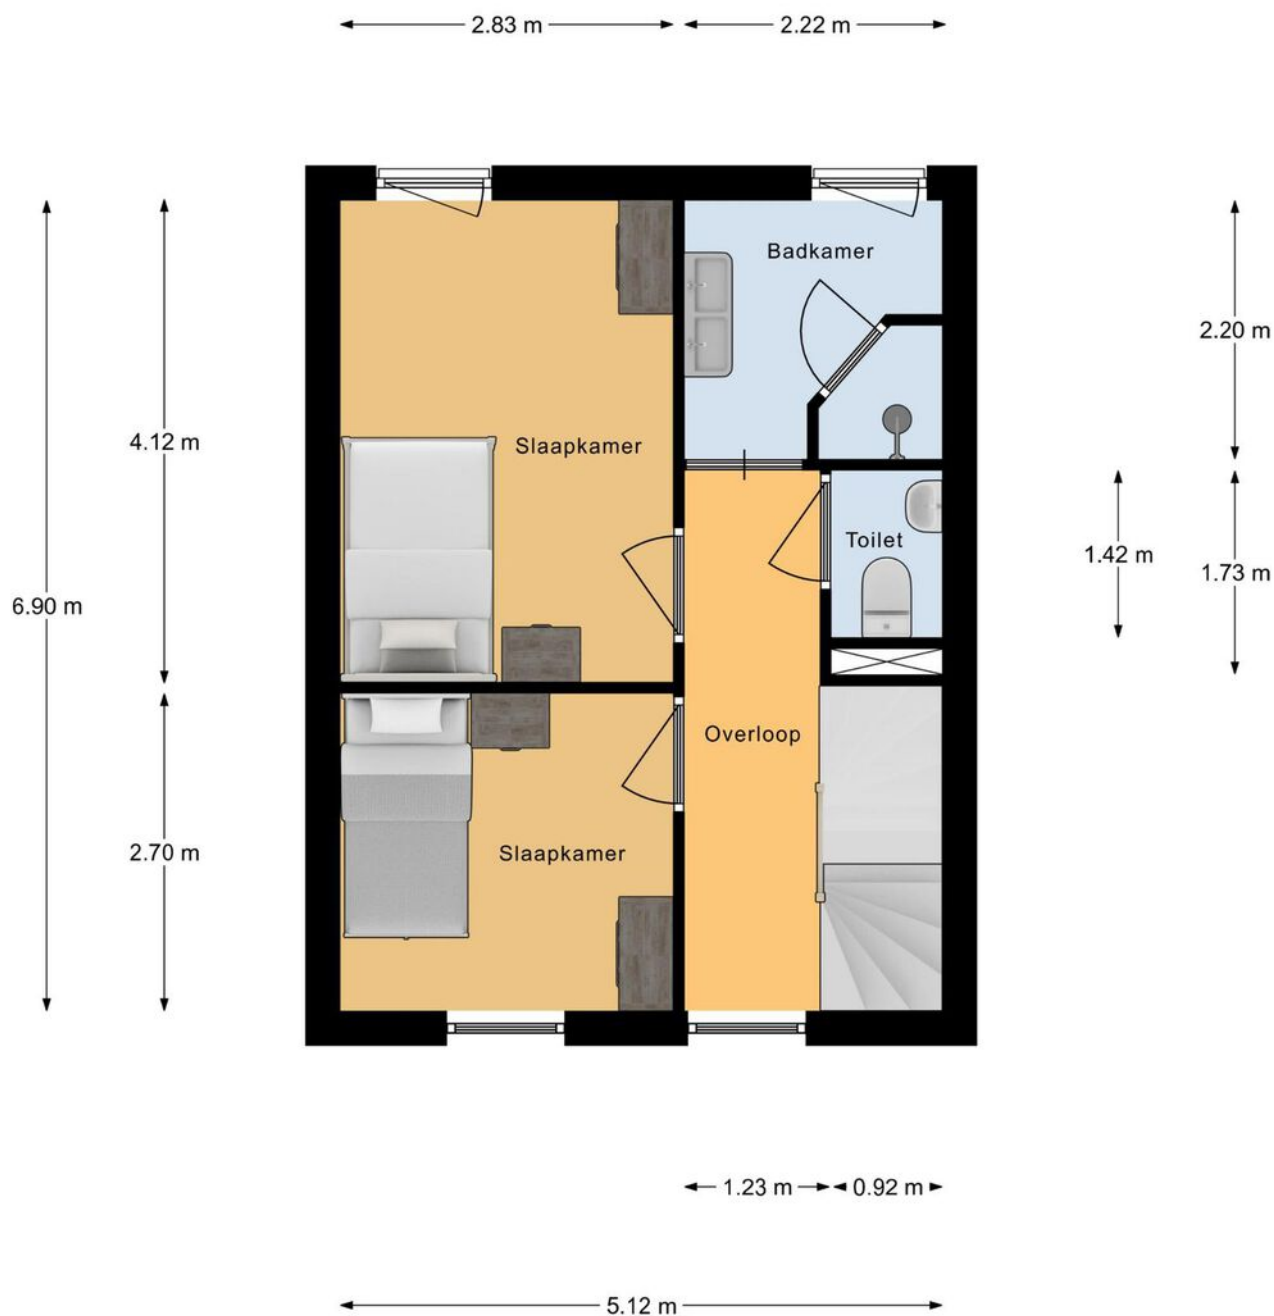 2.83 m
2.22 m
Badkamer
2.20 m
4.12 m
Slaapkamer
Toilet
1.42 m
1.73 m
6.90 m
Overloop
2.70 m
Slaapkamer
1.23 m
0.92 m
5.12 m